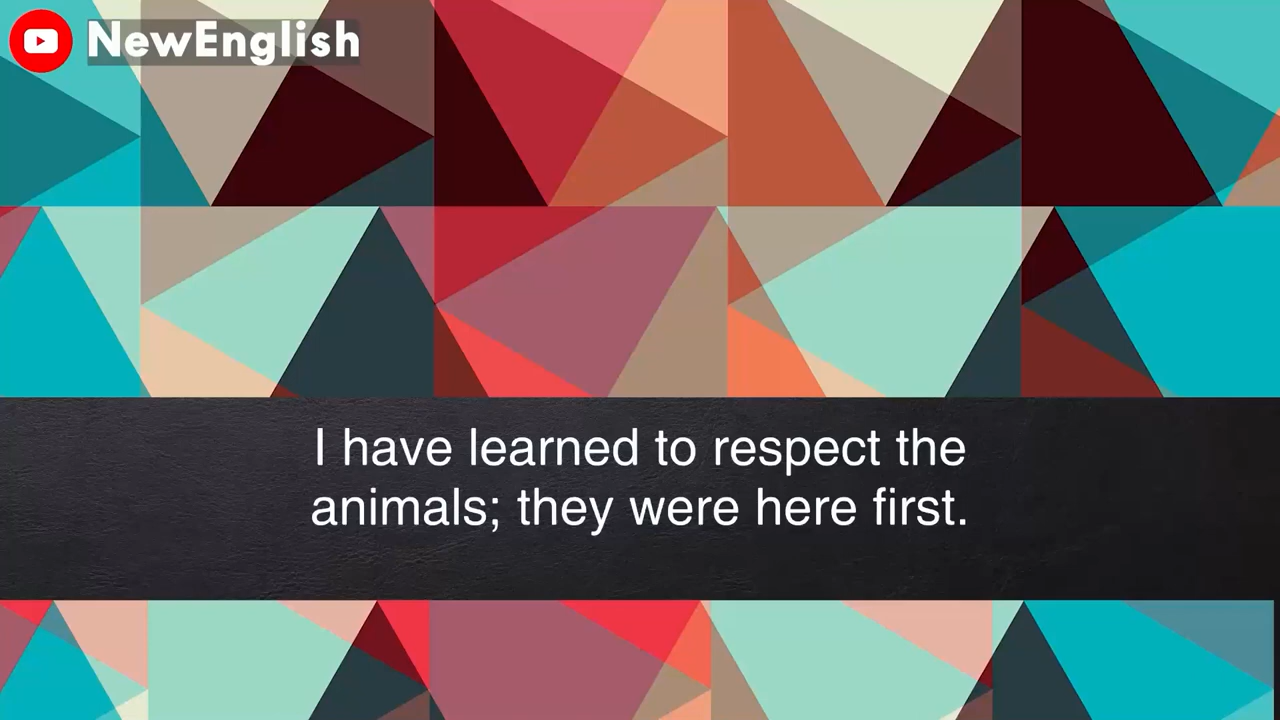 NewEnglish
I have learned to respect the
animals; they were here first.